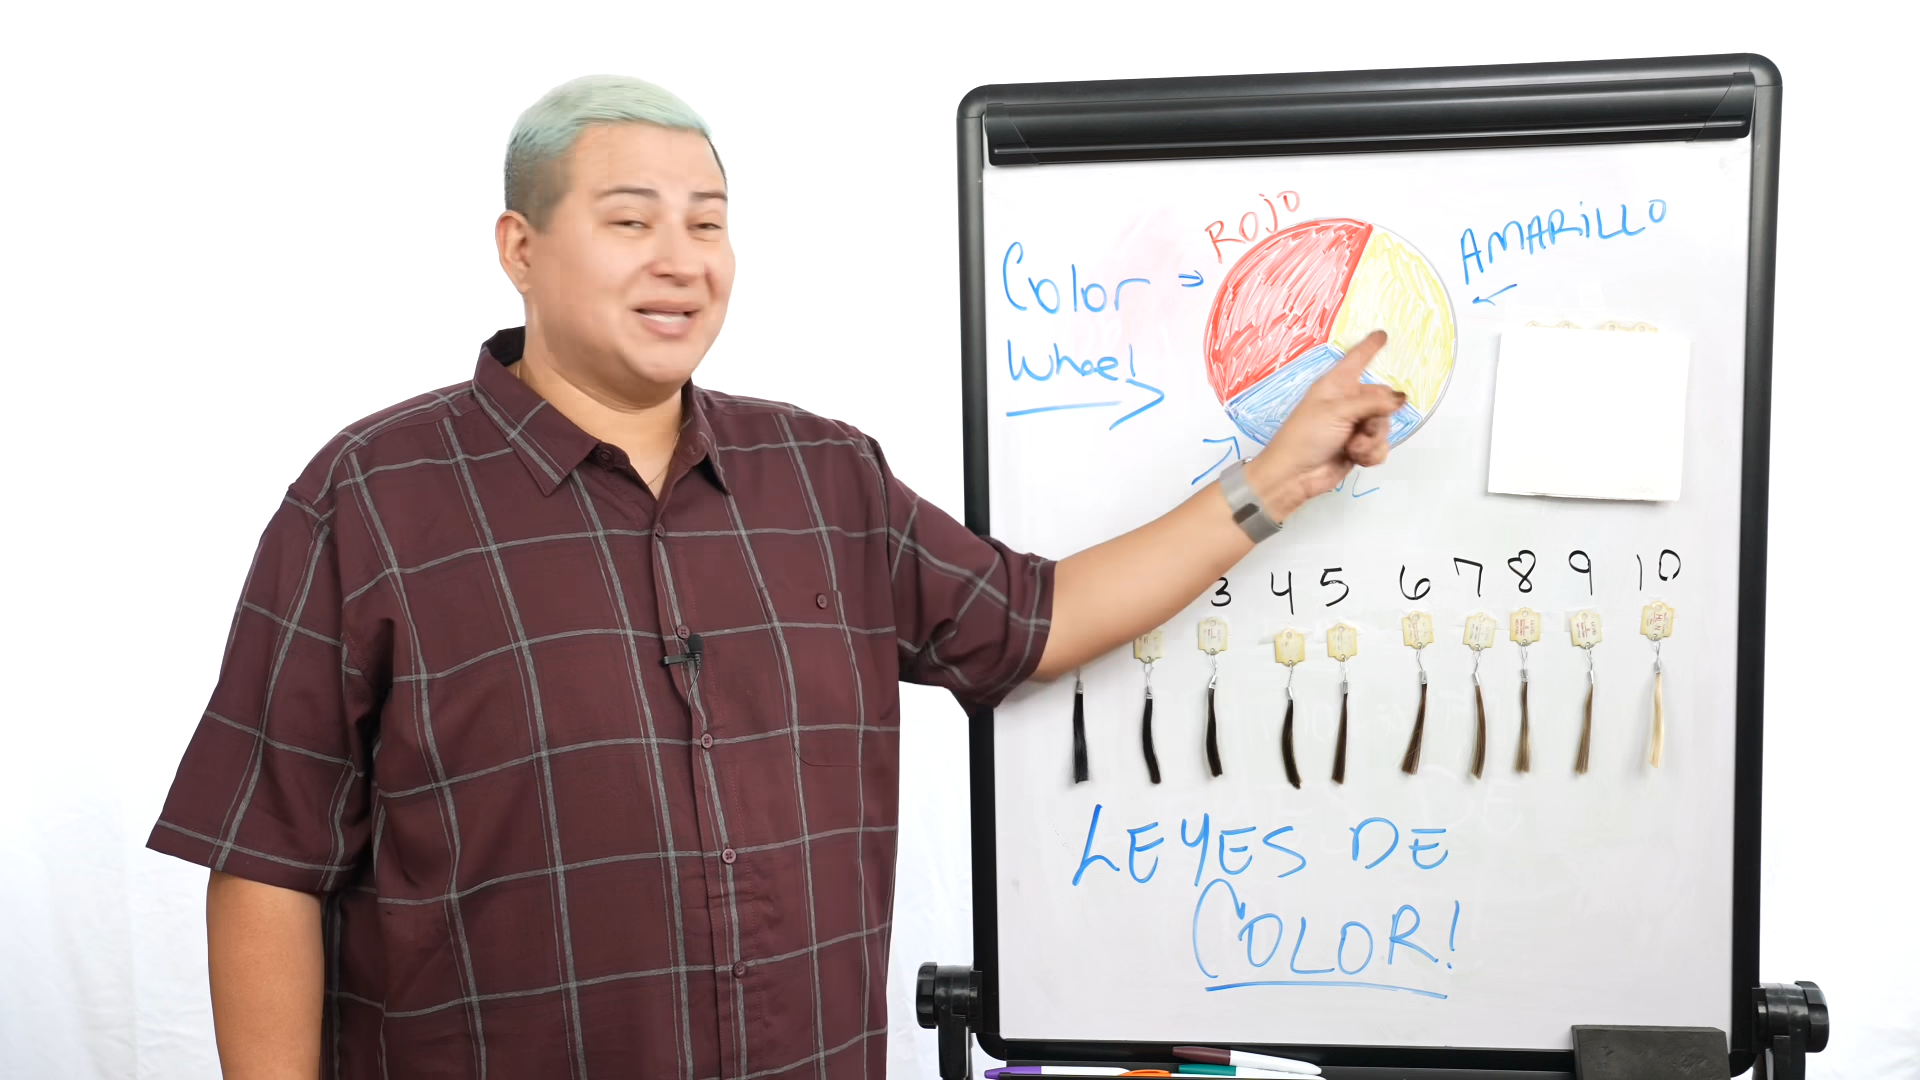 ROJO
AMARILLO
Color
Wheel
3 4 5 6 7 8 9 10
LEYES DE
COLOR!